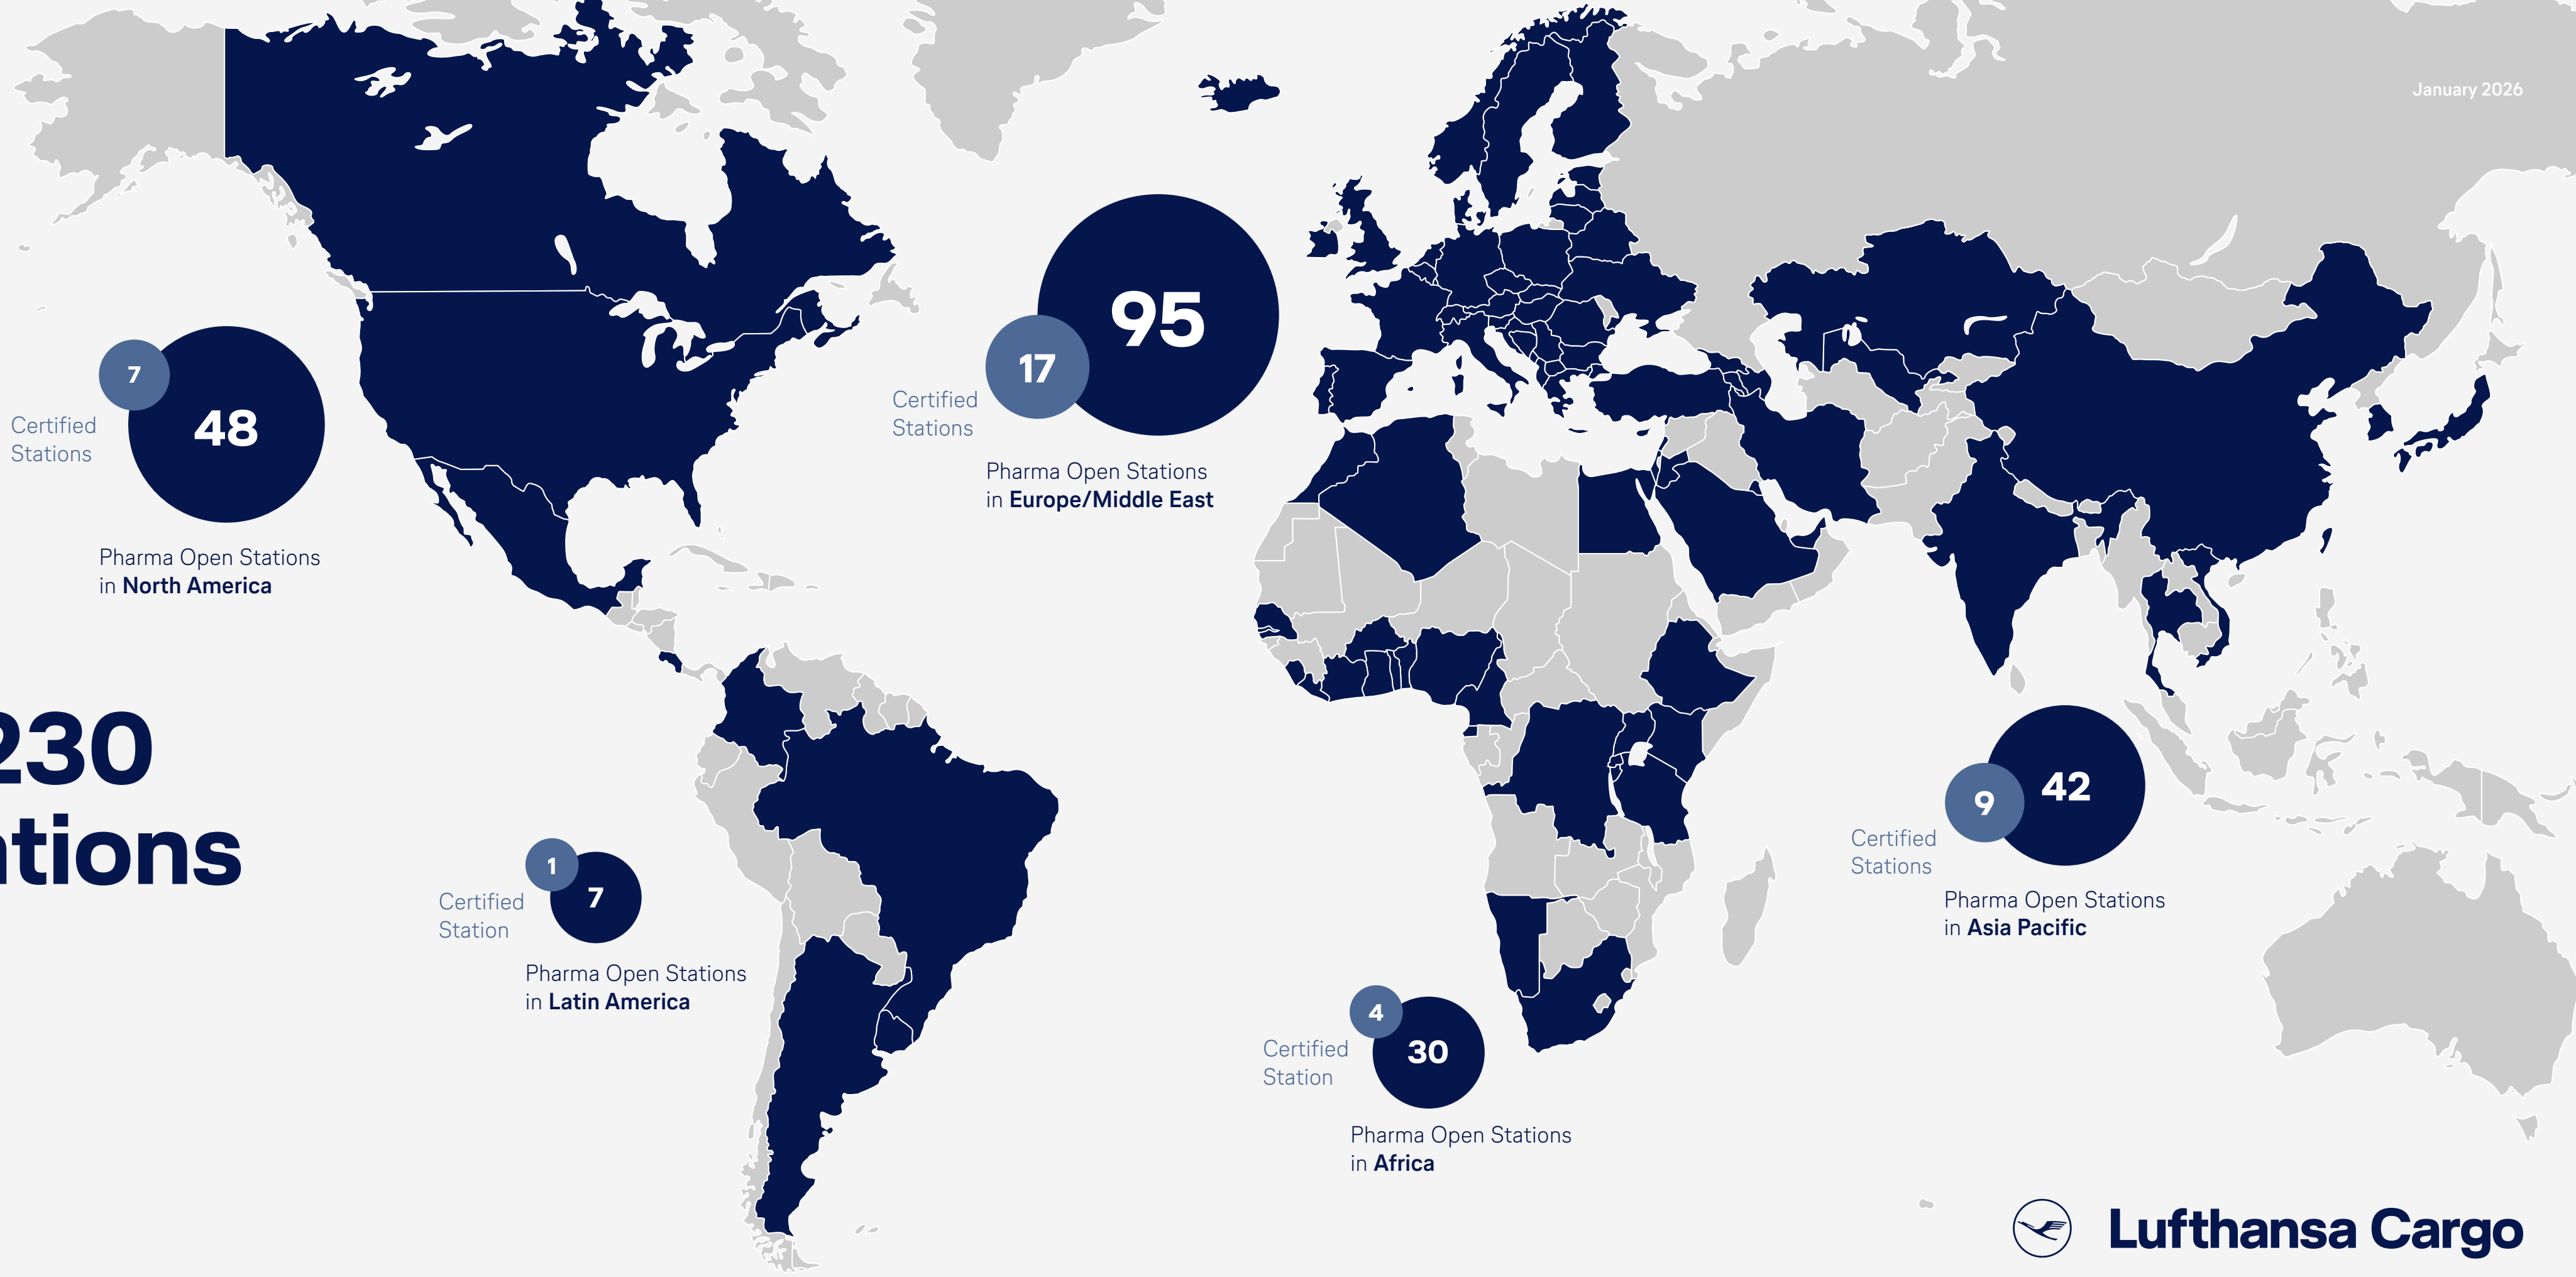 January 2026
7
48
Certified
Stations
Pharma Open Stations
in North America
95
17
Certified
Stations
Pharma Open Stations
in Europe/Middle East
230
1
7
Certified
Station
Pharma Open Stations
in Latin America
4
30
Certified
Station
Pharma Open Stations
in Africa
9
42
Certified
Stations
Pharma Open Stations
in Asia Pacific
Lufthansa Cargo